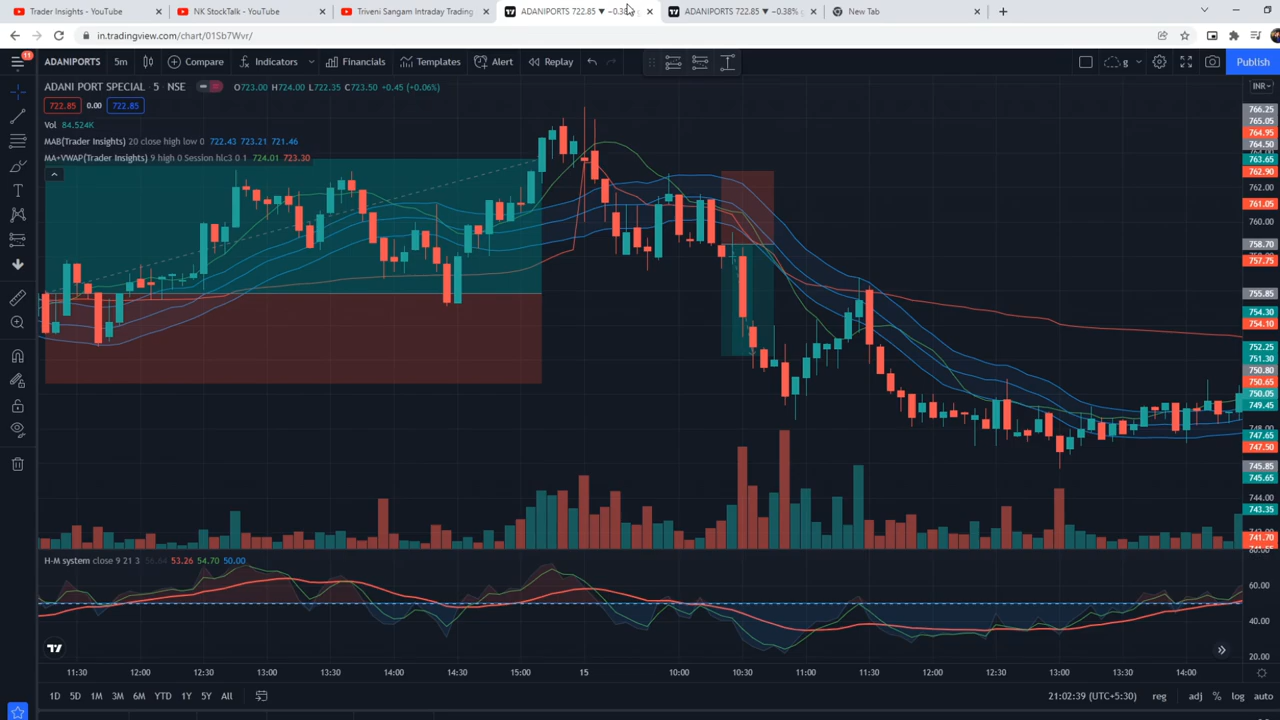 Trader Insights - YouTube
NK StockTalk - YouTube
Triveni Sangam Intraday Trading
ADANIPORTS 722.85 ▼ −0.38%
ADANIPORTS 722.85 ▼ −0.38%
New Tab
in.tradingview.com/chart/01Sb7Wvr/
11
ADANIPORTS 5m Compare Indicators Financials Templates Alert Replay g Publish
ADANI PORT SPECIAL · 5 · NSE O723.00 H724.00 L722.35 C723.50 +0.45 (+0.06%)
INR
722.85 0.00 722.85
Vol 84.524K
MAB(Trader Insights) 20 close high low 0 722.43 723.21 721.46
MA+VWAP(Trader Insights) 9 high 0 Session hlc3 0 1 724.01 723.30
766.25
765.05
764.95
764.50
763.65
762.90
762.00
761.05
760.00
758.70
757.75
755.85
754.30
754.10
752.25
751.30
750.80
750.65
750.05
749.45
748.00
747.65
747.50
745.85
745.65
744.00
743.35
741.70
H-M system close 9 21 3 56.64 53.26 54.70 50.00
60.00
40.00
20.00
11:30 12:00 12:30 13:00 13:30 14:00 14:30 15:00 15 10:00 10:30 11:00 11:30 12:00 12:30 13:00 13:30 14:00
1D 5D 1M 3M 6M YTD 1Y 5Y All
21:02:39 (UTC+5:30) reg adj % log auto